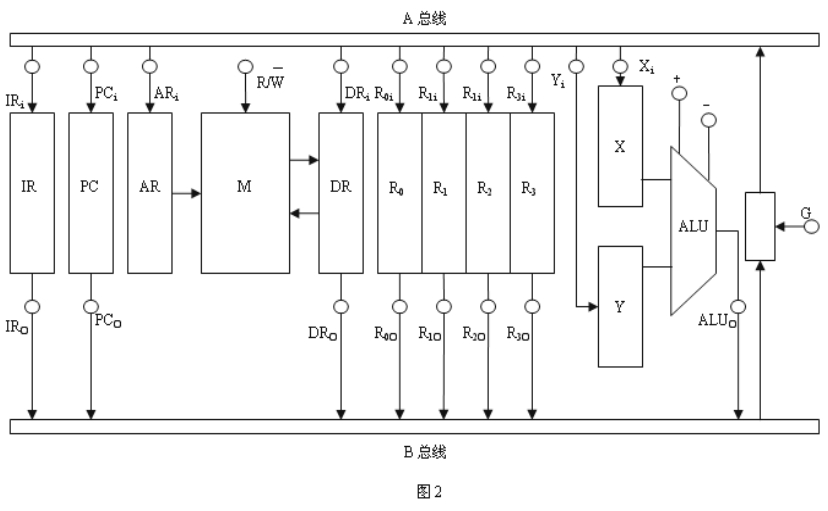 A 总线
IRᵢ PCᵢ ARᵢ R/W̅ DRᵢ R₀ᵢ R₁ᵢ R₁ᵢ R₃ᵢ Yᵢ Xᵢ + -
IR PC AR M DR R₀ R₁ R₂ R₃ X ALU G
Y
IRₒ PCₒ DRₒ R₀ₒ R₁ₒ R₂ₒ R₃ₒ ALUₒ
B 总线
图 2